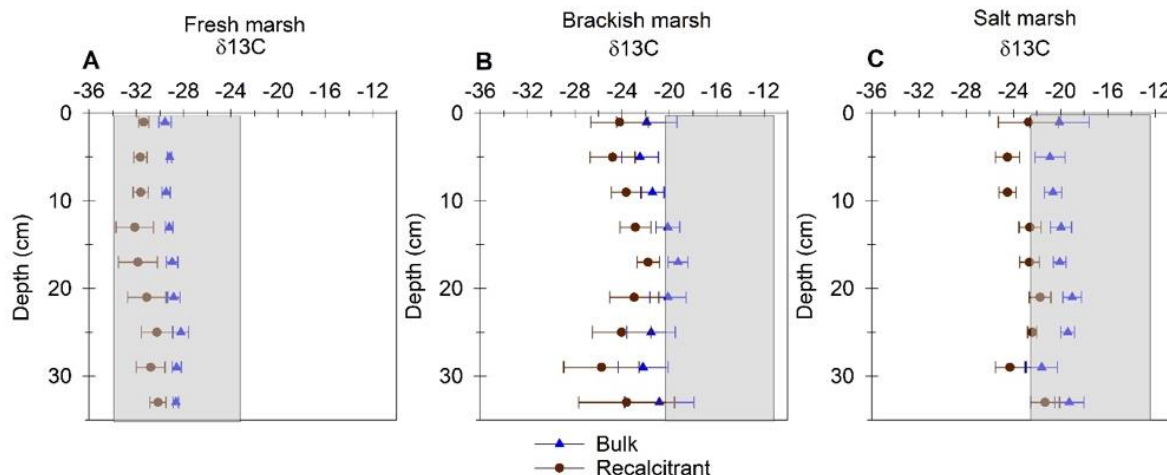 Fresh marsh
δ13C
A
-36 -32 -28 -24 -20 -16 -12
0
10
20
30
Depth (cm)
Brackish marsh
δ13C
B
-36 -32 -28 -24 -20 -16 -12
0
10
20
30
Depth (cm)
Salt marsh
δ13C
C
-36 -32 -28 -24 -20 -16 -12
0
10
20
30
Depth (cm)
Bulk
Recalcitrant